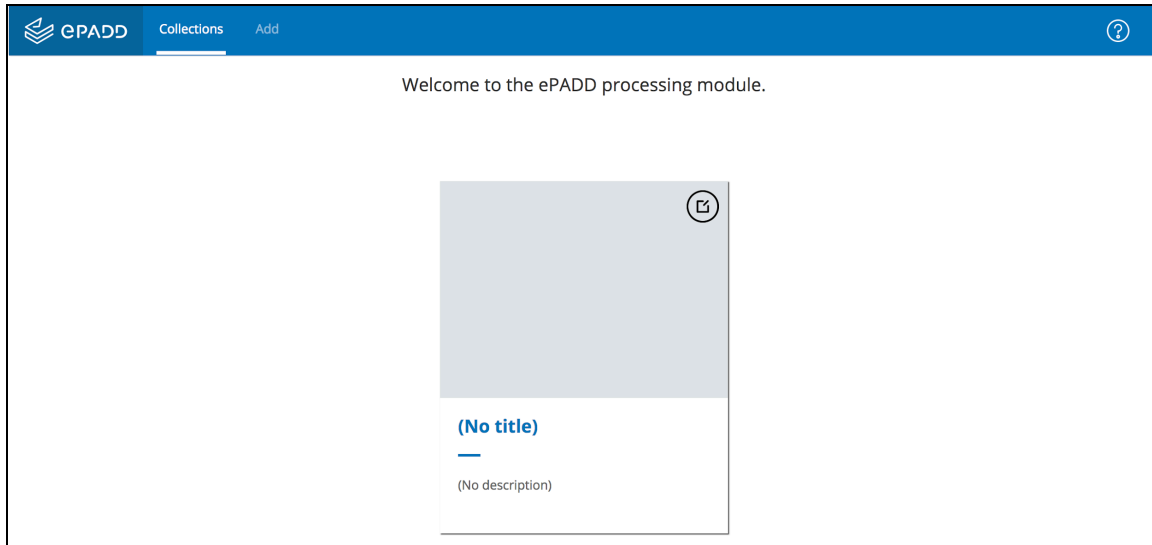 ePADD
Collections
Add
Welcome to the ePADD processing module.
(No title)
(No description)